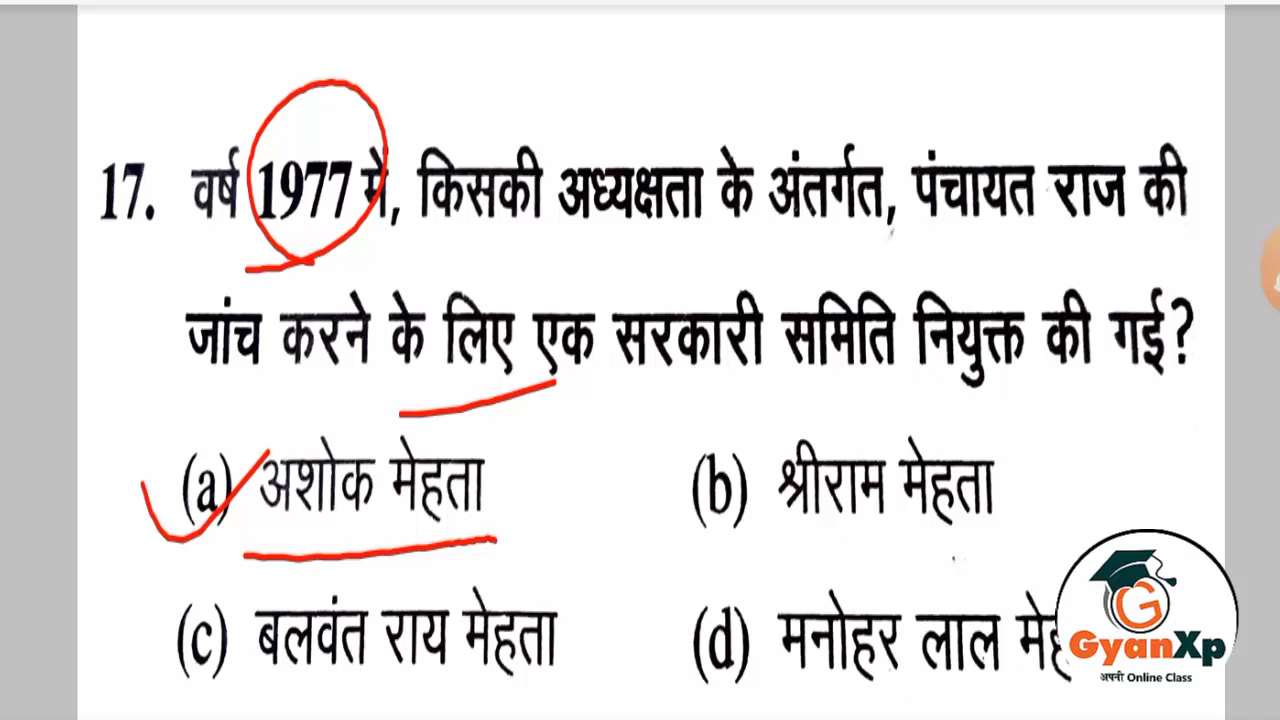 17. वर्ष 1977 मे, किसकी अध्यक्षता के अंतर्गत, पंचायत राज की
जांच करने के लिए एक सरकारी समिति नियुक्त की गई?
(a) अशोक मेहता (b) श्रीराम मेहता
(c) बलवंत राय मेहता (d) मनोहर लाल
GyanXp
अपनी Online Class